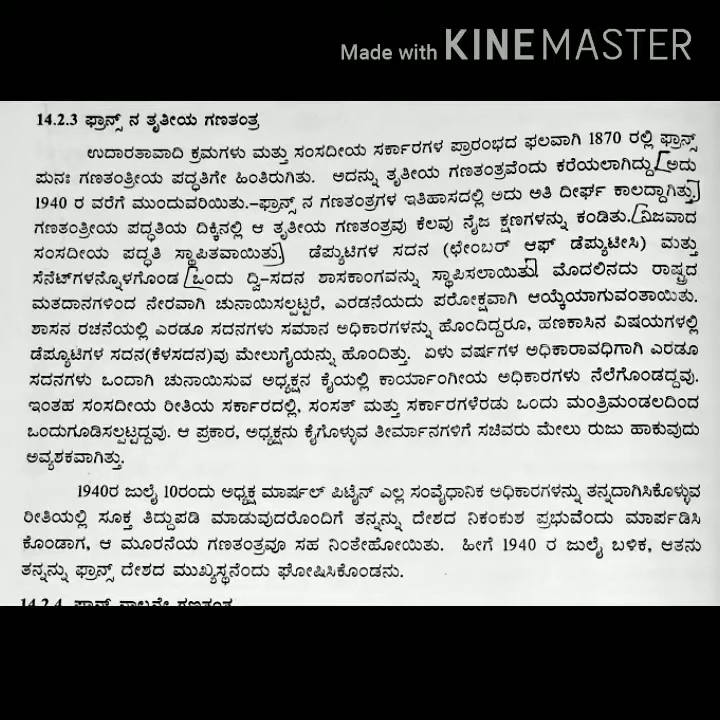 Made with KINEMASTER
14.2.3 ಫ್ರಾನ್ಸ್ ನ ತೃತೀಯ ಗಣತಂತ್ರ
ಉದಾರತಾವಾದಿ ಕ್ರಮಗಳು ಮತ್ತು ಸಂಸದೀಯ ಸರ್ಕಾರಗಳ ಪ್ರಾರಂಭದ ಫಲವಾಗಿ 1870 ರಲ್ಲಿ ಫ್ರಾನ್ಸ್
ಪುನಃ ಗಣತಂತ್ರೀಯ ಪದ್ಧತಿಗೇ ಹಿಂತಿರುಗಿತು. ಅದನ್ನು ತೃತೀಯ ಗಣತಂತ್ರವೆಂದು ಕರೆಯಲಾಗಿದ್ದು, ಅದು
1940 ರ ವರೆಗೆ ಮುಂದುವರಿಯಿತು.-ಫ್ರಾನ್ಸ್ ನ ಗಣತಂತ್ರಗಳ ಇತಿಹಾಸದಲ್ಲಿ ಅದು ಅತಿ ದೀರ್ಘ ಕಾಲದ್ದಾಗಿತ್ತು.
ಗಣತಂತ್ರೀಯ ಪದ್ಧತಿಯ ದಿಕ್ಕಿನಲ್ಲಿ ಆ ತೃತೀಯ ಗಣತಂತ್ರವು ಕೆಲವು ನೈಜ ಕ್ಷಣಗಳನ್ನು ಕಂಡಿತು. ನಿಜವಾದ
ಸಂಸದೀಯ ಪದ್ಧತಿ ಸ್ಥಾಪಿತವಾಯಿತು. ಡೆಪ್ಯುಟಿಗಳ ಸದನ (ಛೇಂಬರ್ ಆಫ್ ಡೆಪ್ಯುಟೀಸಿ) ಮತ್ತು
ಸೆನೆಟ್‌ಗಳನ್ನೊಳಗೊಂಡ ಒಂದು ದ್ವಿ-ಸದನ ಶಾಸಕಾಂಗವನ್ನು ಸ್ಥಾಪಿಸಲಾಯಿತು. ಮೊದಲಿನದು ರಾಷ್ಟ್ರದ
ಮತದಾನಗಳಿಂದ ನೇರವಾಗಿ ಚುನಾಯಿಸಲ್ಪಟ್ಟರೆ, ಎರಡನೆಯದು ಪರೋಕ್ಷವಾಗಿ ಆಯ್ಕೆಯಾಗುವಂತಾಯಿತು.
ಶಾಸನ ರಚನೆಯಲ್ಲಿ ಎರಡೂ ಸದನಗಳು ಸಮಾನ ಅಧಿಕಾರಗಳನ್ನು ಹೊಂದಿದ್ದರೂ, ಹಣಕಾಸಿನ ವಿಷಯಗಳಲ್ಲಿ
ಡೆಪ್ಯೂಟಿಗಳ ಸದನ(ಕೆಳಸದನ)ವು ಮೇಲುಗೈಯನ್ನು ಹೊಂದಿತ್ತು. ಏಳು ವರ್ಷಗಳ ಅಧಿಕಾರಾವಧಿಗಾಗಿ ಎರಡೂ
ಸದನಗಳು ಒಂದಾಗಿ ಚುನಾಯಿಸುವ ಅಧ್ಯಕ್ಷನ ಕೈಯಲ್ಲಿ ಕಾರ್ಯಾಂಗೀಯ ಅಧಿಕಾರಗಳು ನೆಲೆಗೊಂಡದ್ದವು.
ಇಂತಹ ಸಂಸದೀಯ ರೀತಿಯ ಸರ್ಕಾರದಲ್ಲಿ, ಸಂಸತ್ ಮತ್ತು ಸರ್ಕಾರಗಳೆರಡು ಒಂದು ಮಂತ್ರಿಮಂಡಲದಿಂದ
ಒಂದುಗೂಡಿಸಲ್ಪಟ್ಟದ್ದವು. ಆ ಪ್ರಕಾರ, ಅಧ್ಯಕ್ಷನು ಕೈಗೊಳ್ಳುವ ತೀರ್ಮಾನಗಳಿಗೆ ಸಚಿವರು ಮೇಲು ರುಜು ಹಾಕುವುದು
ಅವ್ಯಶಕವಾಗಿತ್ತು.
1940ರ ಜುಲೈ 10ರಂದು ಅಧ್ಯಕ್ಷ ಮಾರ್ಷಲ್ ಪಿಟೈನ್ ಎಲ್ಲ ಸಂವೈಧಾನಿಕ ಅಧಿಕಾರಗಳನ್ನು ತನ್ನದಾಗಿಸಿಕೊಳ್ಳುವ
ರೀತಿಯಲ್ಲಿ ಸೂಕ್ತ ತಿದ್ದುಪಡಿ ಮಾಡುವುದರೊಂದಿಗೆ ತನ್ನನ್ನು ದೇಶದ ನಿಕಂಕುಶ ಪ್ರಭುವೆಂದು ಮಾರ್ಪಡಿಸಿ
ಕೊಂಡಾಗ, ಆ ಮೂರನೆಯ ಗಣತಂತ್ರವೂ ಸಹ ನಿಂತೇಹೋಯಿತು. ಹೀಗೆ 1940 ರ ಜುಲೈ ಬಳಿಕ, ಆತನು
ತನ್ನನ್ನು ಫ್ರಾನ್ಸ್ ದೇಶದ ಮುಖ್ಯಸ್ಥನೆಂದು ಘೋಷಿಸಿಕೊಂಡನು.